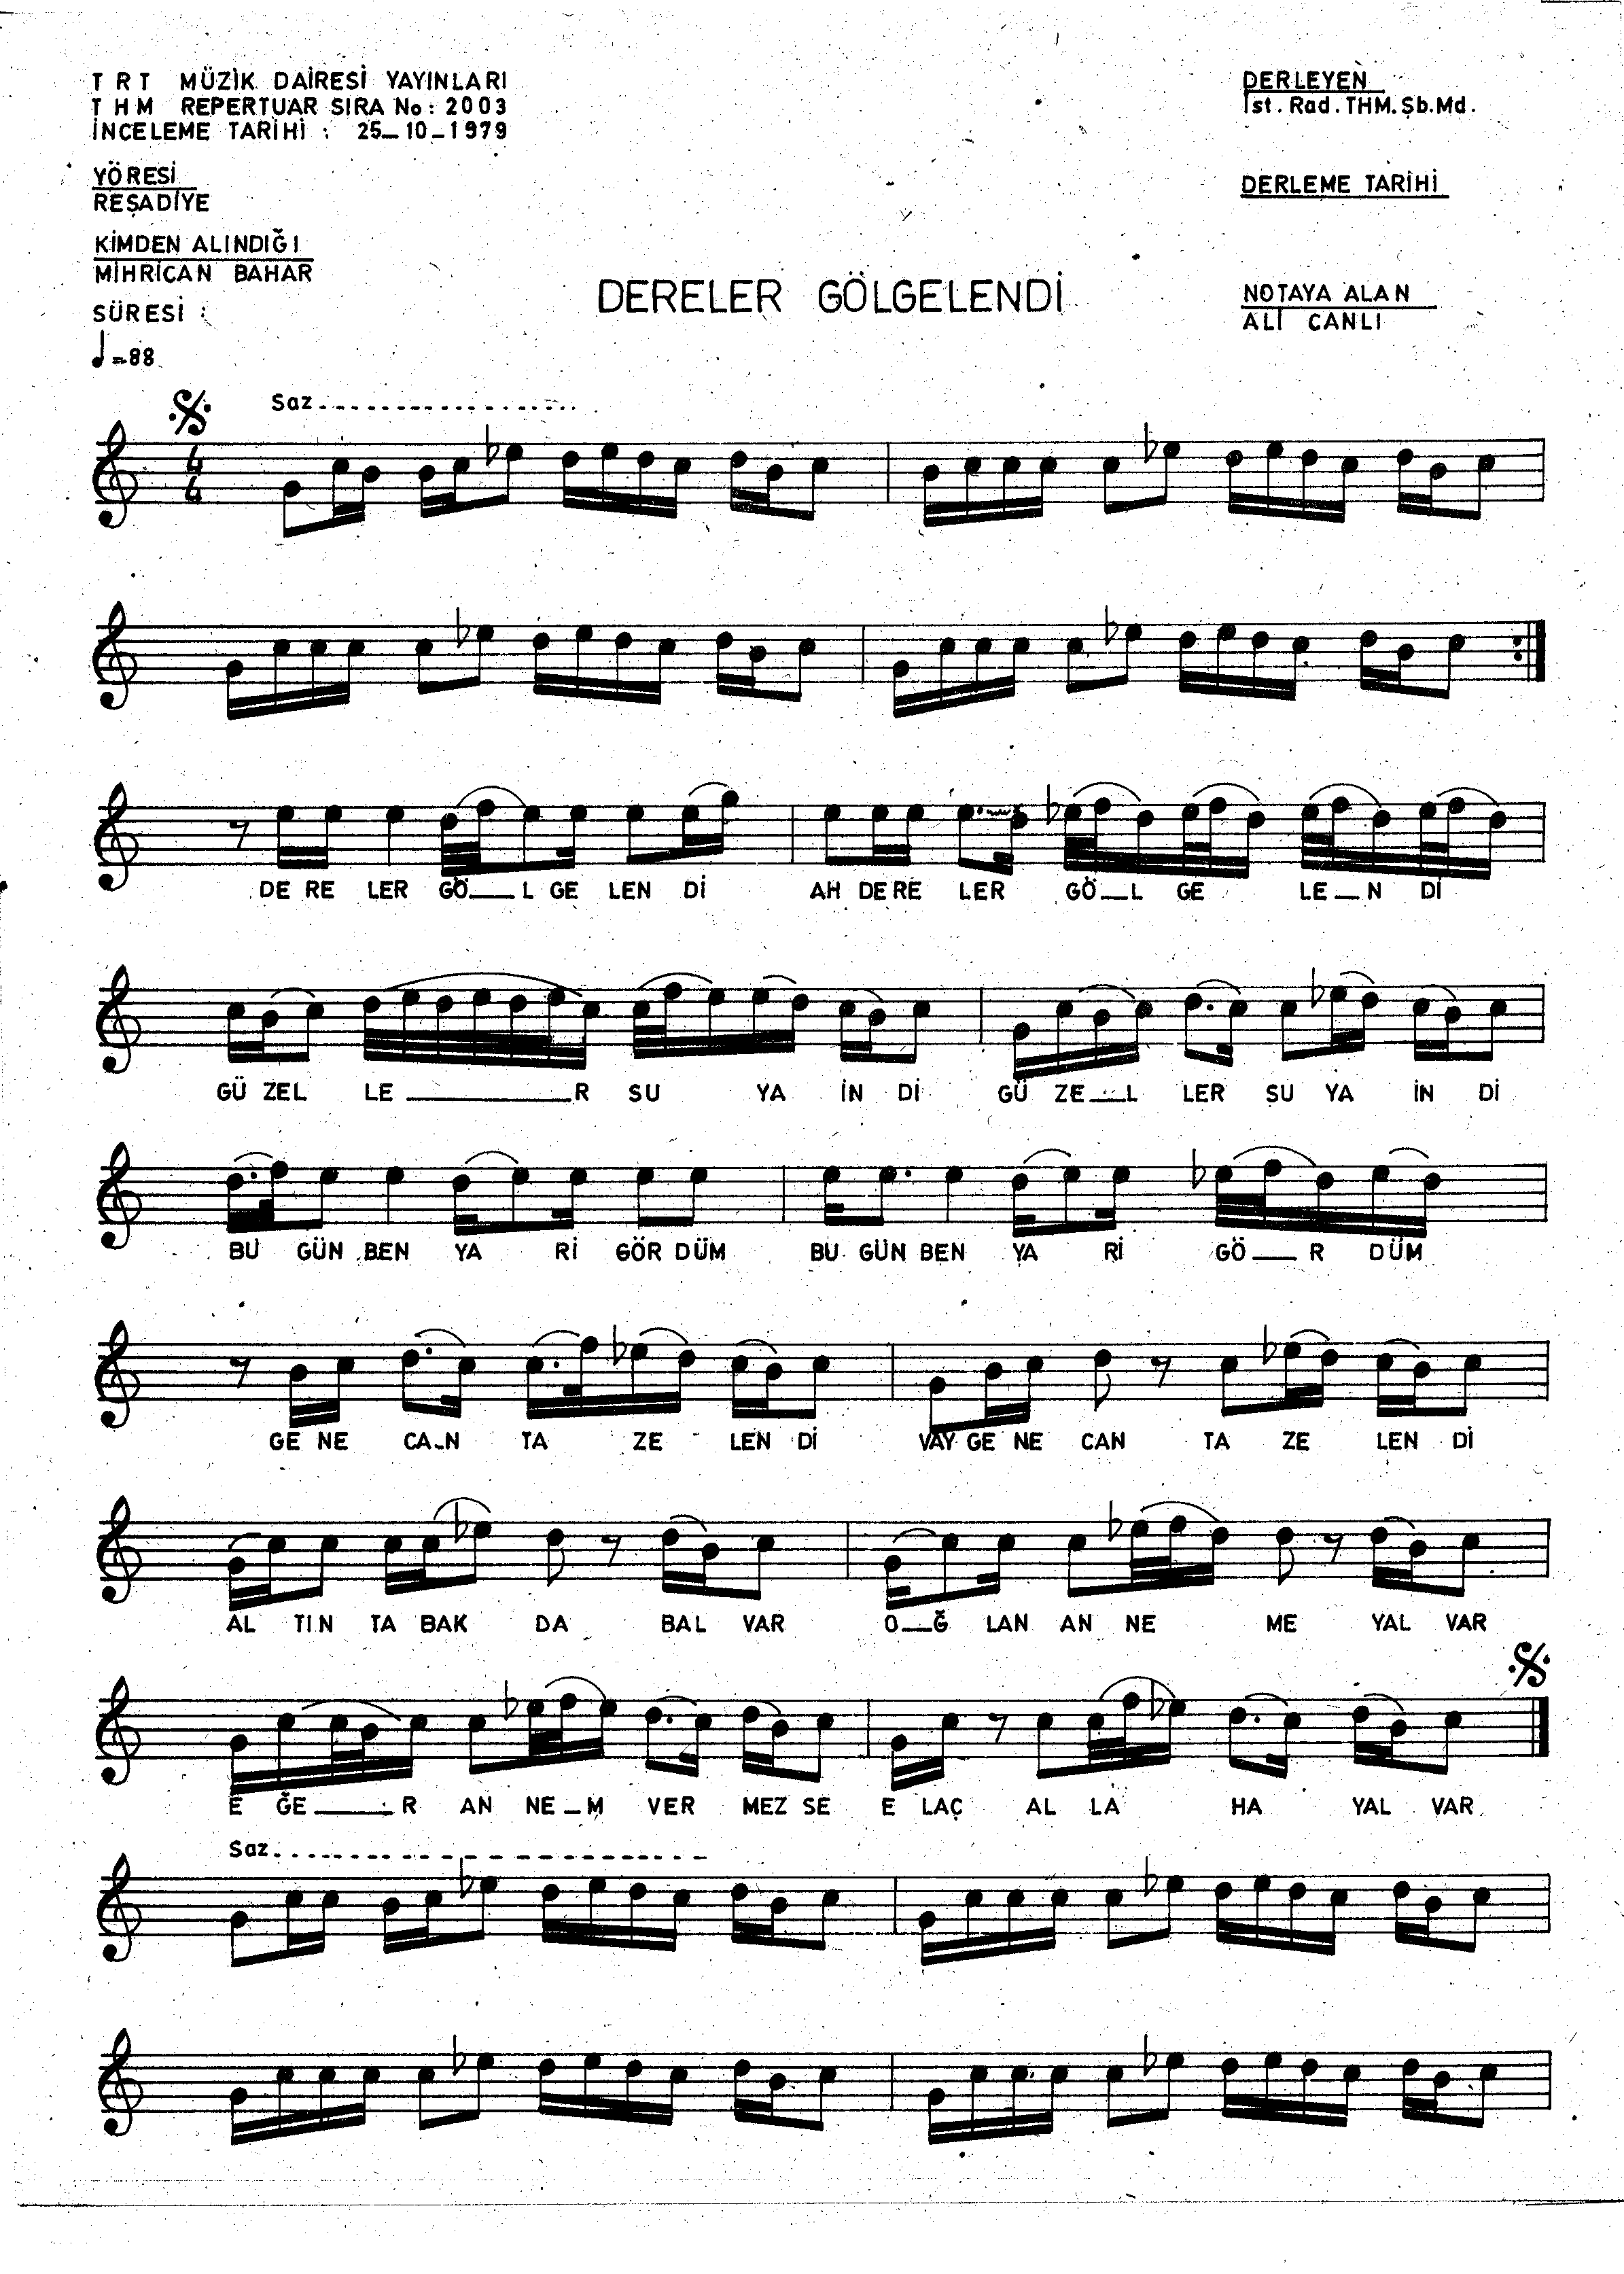 TRT MÜZİK DAİRESİ YAYINLARI
THM REPERTUAR SIRA No: 2003
İNCELEME TARİHİ : 25_10_1979
DERLEYEN
İst. Rad. THM. Şb. Md.
YÖRESİ
REŞADİYE
DERLEME TARİHİ
KİMDEN ALINDIĞI
MİHRİCAN BAHAR
DERELER GÖLGELENDİ
NOTAYA ALAN
ALİ CANLI
SÜRESİ :
=88
Saz
4
4
DE RE LER GÖ_L GE LEN Dİ AH DE RE LER GÖ_L GE LE_N Dİ
GÜ ZEL LE_R SU YA İN Dİ GÜ ZE_L LER SU YA İN Dİ
BU GÜN BEN YA Rİ GÖR DÜM BU GÜN BEN YA Rİ GÖ_R DÜM
GE NE CA_N TA ZE LEN Dİ VAY GE NE CAN TA ZE LEN Dİ
AL TIN TA BAK DA BAL VAR O_Ğ LAN AN NE ME YAL VAR
E ĞE_R AN NE_M VER MEZ SE E LAÇ AL LA HA YAL VAR
Saz